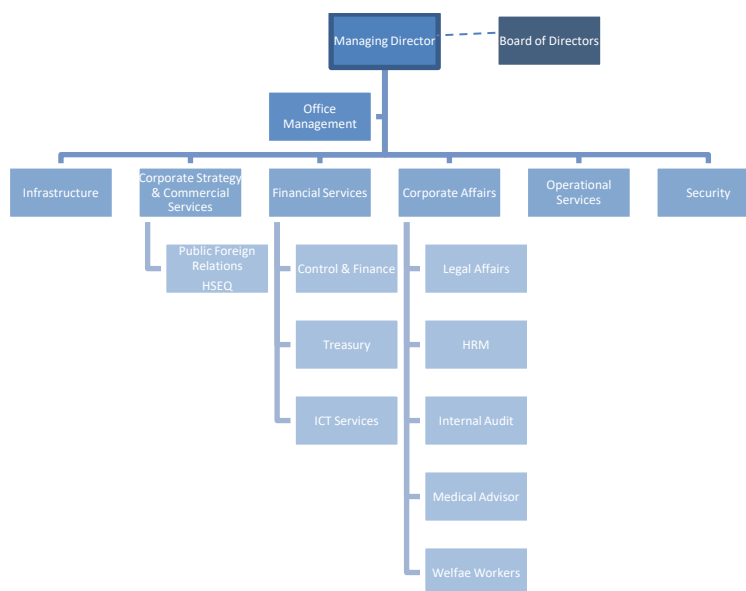 Managing Director
Board of Directors
Office
Management
Infrastructure
Corporate Strategy
& Commercial
Services
Financial Services
Corporate Affairs
Operational
Services
Security
Public Foreign
Relations
HSEQ
Control & Finance
Legal Affairs
Treasury
HRM
ICT Services
Internal Audit
Medical Advisor
Welfae Workers